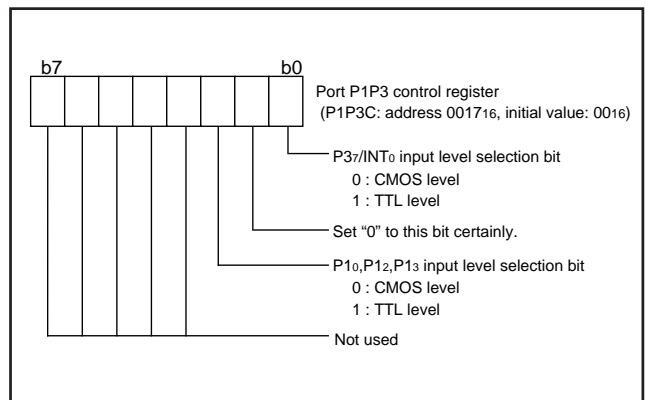 b7 b0
Port P1P3 control register
(P1P3C: address 001716, initial value: 0016)
P37/INT0 input level selection bit
0 : CMOS level
1 : TTL level
Set “0” to this bit certainly.
P10,P12,P13 input level selection bit
0 : CMOS level
1 : TTL level
Not used